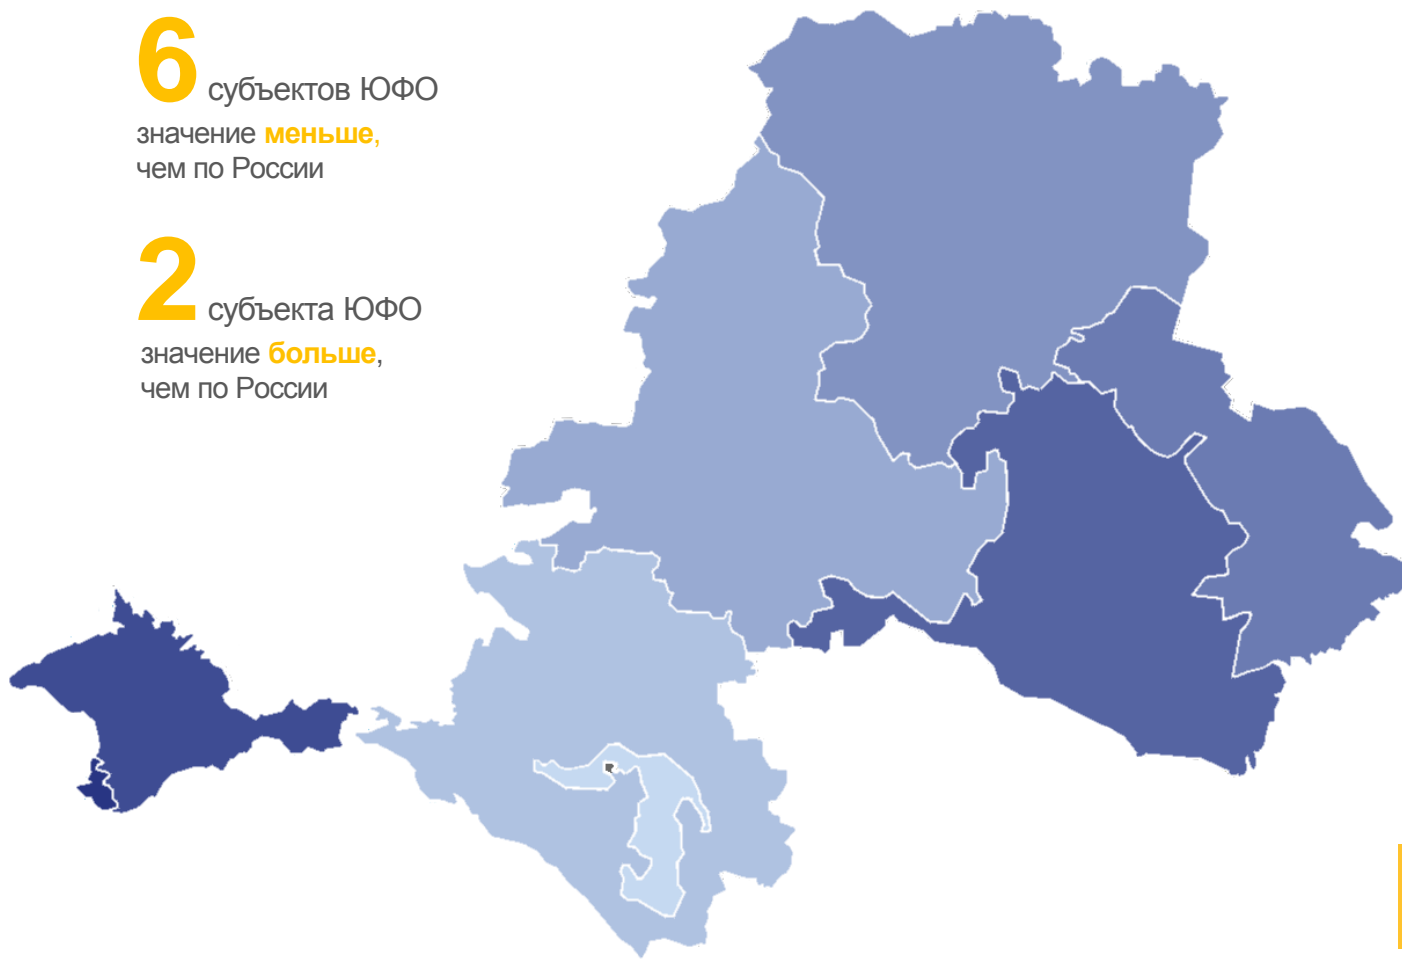 6 субъектов ЮФО
значение меньше,
чем по России
2 субъекта ЮФО
значение больше,
чем по России